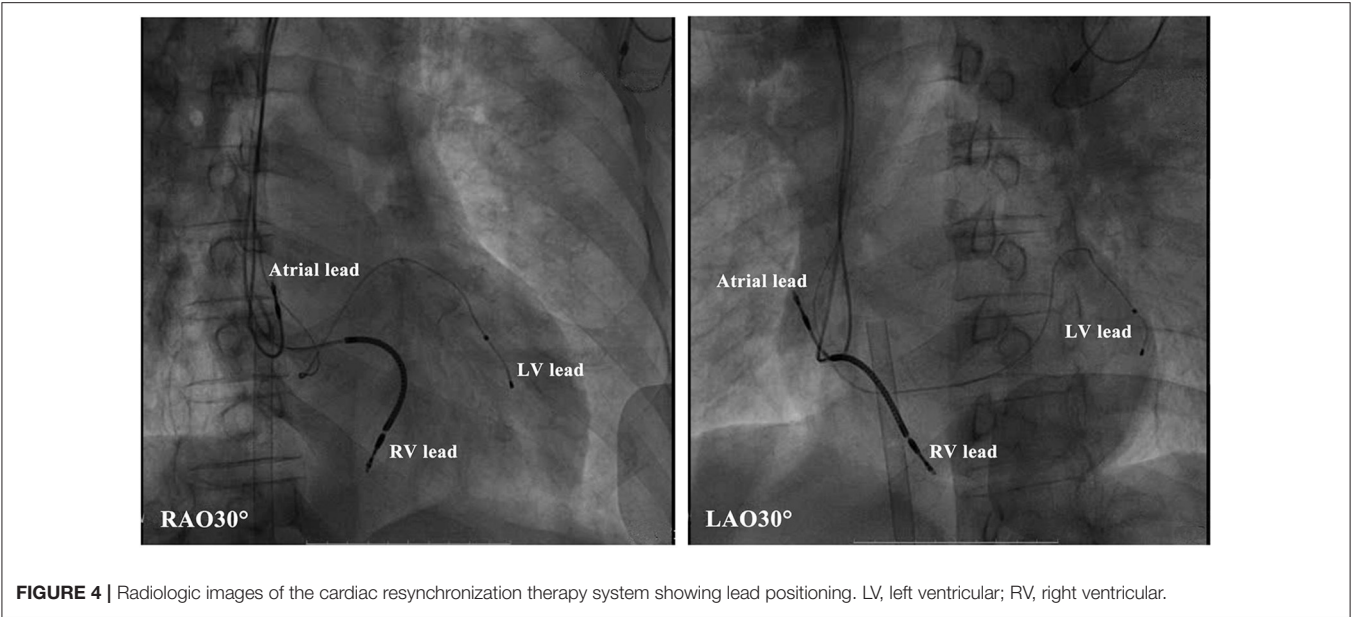 Atrial lead
LV lead
RV lead
RAO30°
Atrial lead
LV lead
RV lead
LAO30°
FIGURE 4 | Radiologic images of the cardiac resynchronization therapy system showing lead positioning. LV, left ventricular; RV, right ventricular.